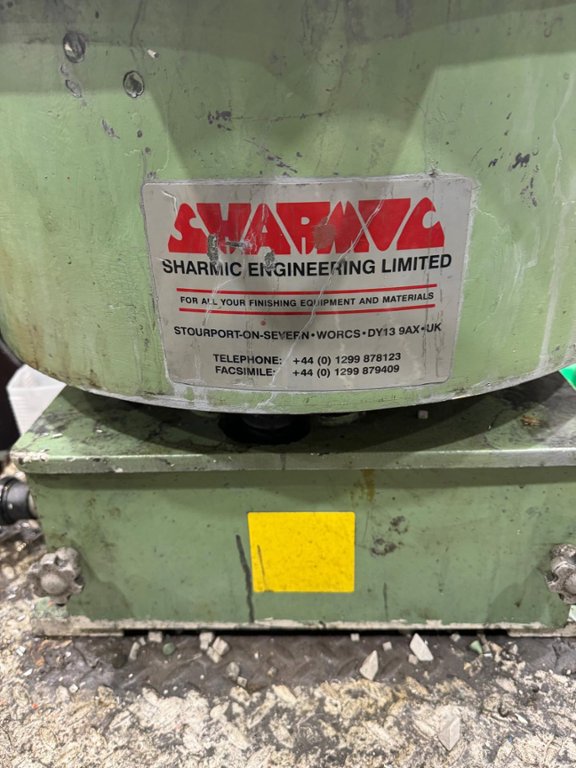 SHARMIC
SHARMIC ENGINEERING LIMITED
FOR ALL YOUR FINISHING EQUIPMENT AND MATERIALS
STOURPORT-ON-SEVERN•WORCS•DY13 9AX•UK
TELEPHONE: +44 (0) 1299 878123
FACSIMILE: +44 (0) 1299 879409